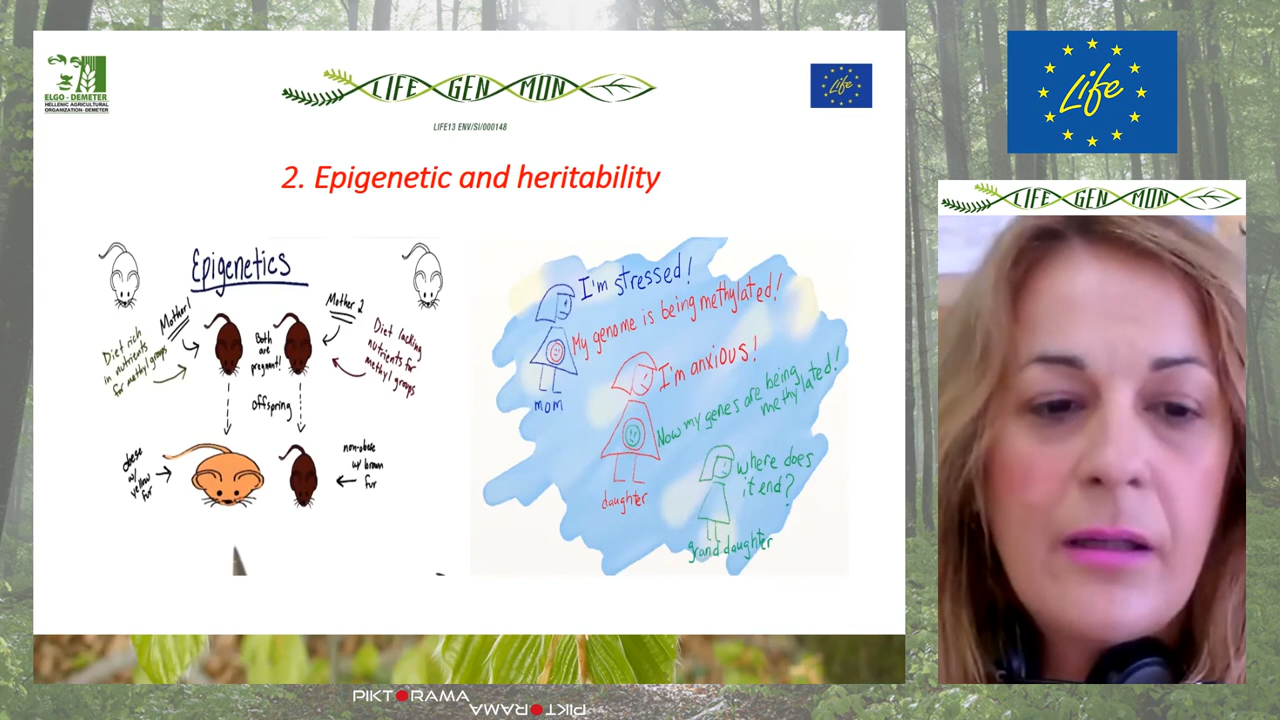 ELGO - DEMETER
HELLENIC AGRICULTURAL
ORGANIZATION - DEMETER
LIFE GEN MON
LIFE13 ENV/SI/000148
Life
2. Epigenetic and heritability
Epigenetics
Mother 1
Mother 2
Diet rich
in nutrients
for methyl groups
Both
are
pregnant!
Diet lacking
nutrients for
methyl groups
offspring
obese
w/ yellow
fur
non-obese
w/ brown
fur
I'm stressed!
My genome is being methylated!
mom
I'm anxious!
Now my genes are being
methylated!
daughter
where does
it end?
granddaughter
Life
LIFE GEN MON
PIKTORAMA
PIKTORAMA